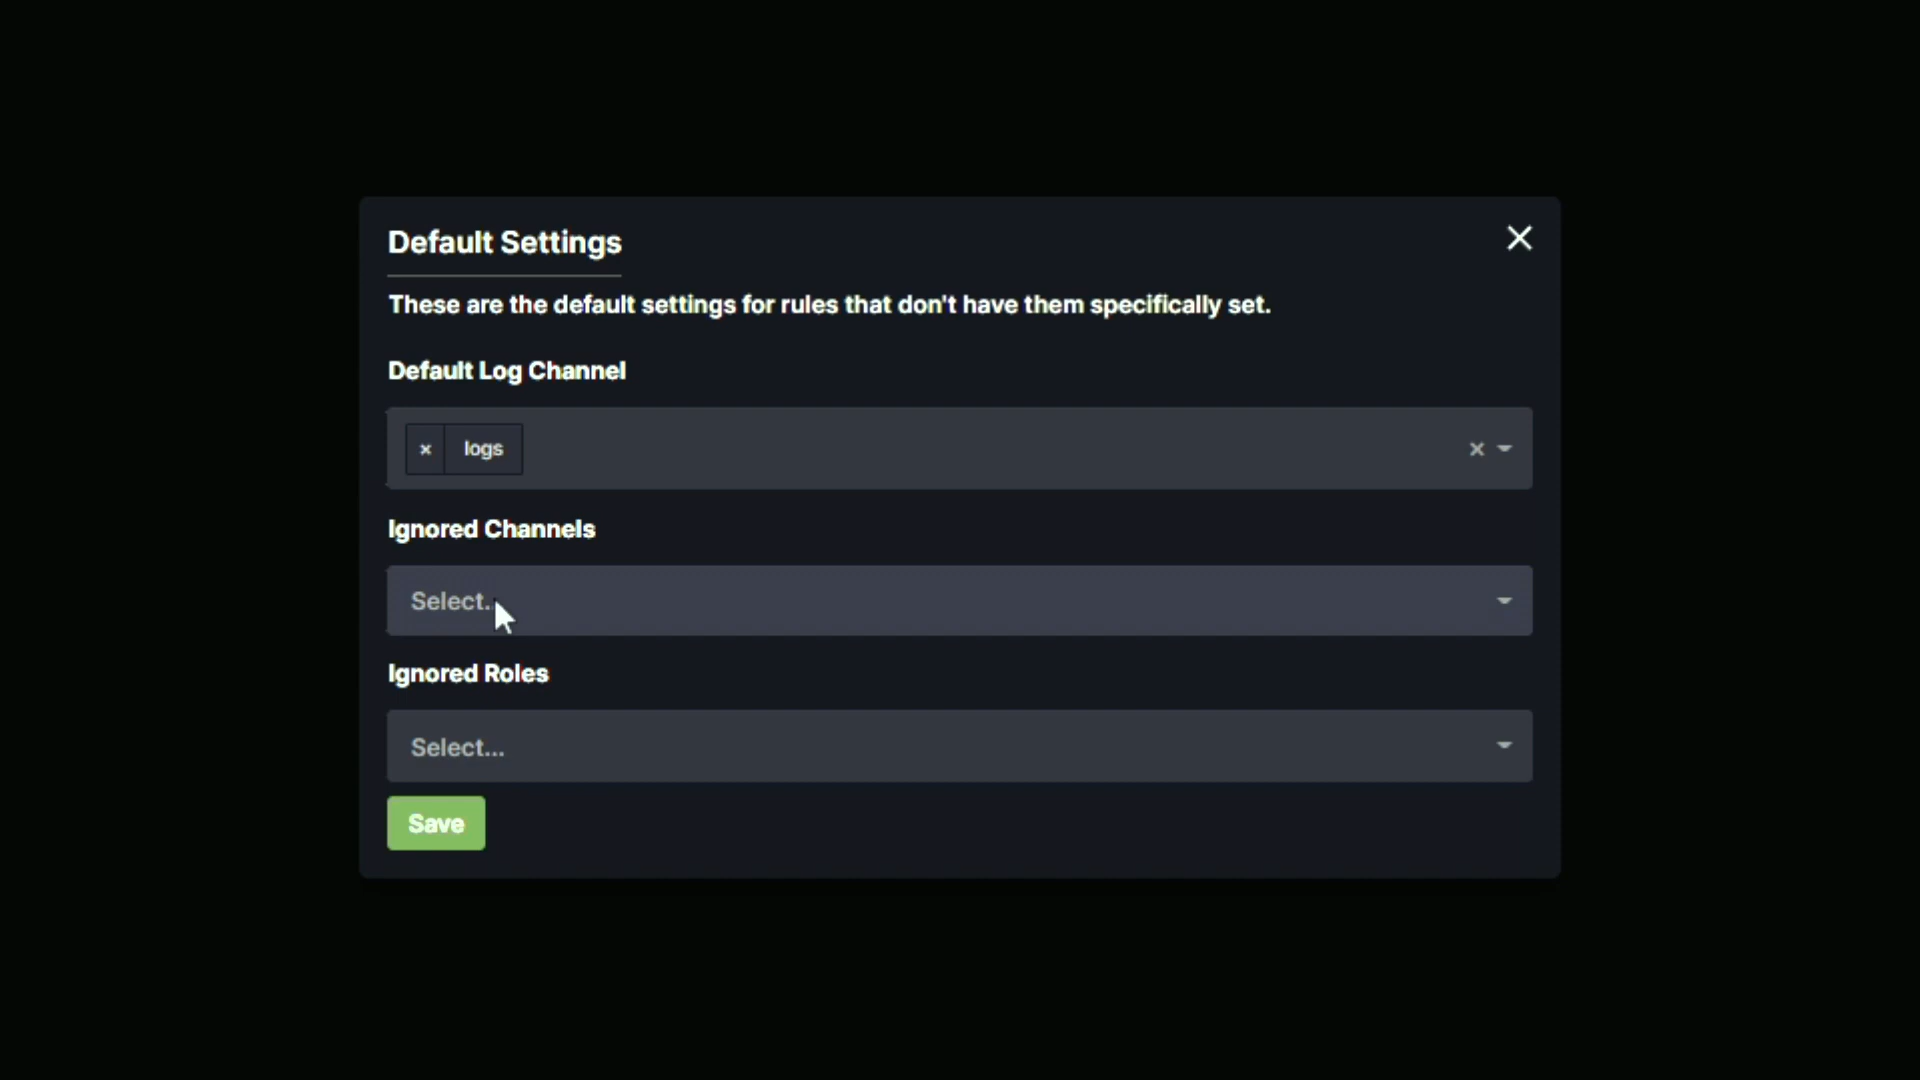 Default Settings
These are the default settings for rules that don't have them specifically set.
Default Log Channel
× logs
Ignored Channels
Select..
Ignored Roles
Select...
Save